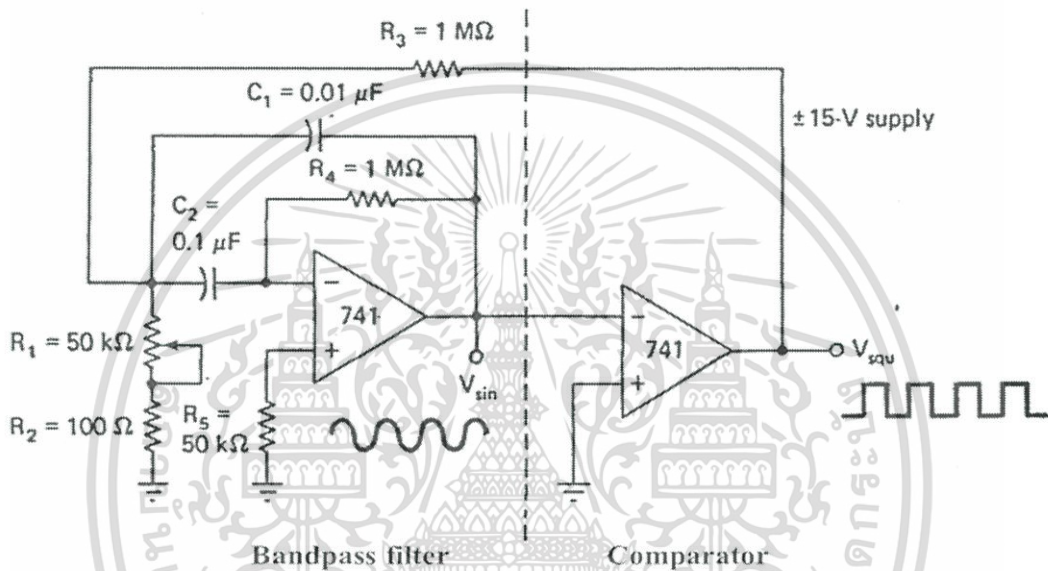 R₃ = 1 MΩ
C₁ = 0.01 μF
±15-V supply
R₄ = 1 MΩ
C₂ =
0.1 μF
−
741
+
−
741
+
V_squ
R₁ = 50 kΩ
V_sin
R₂ = 100 Ω
R₅ =
50 kΩ
Bandpass filter
Comparator